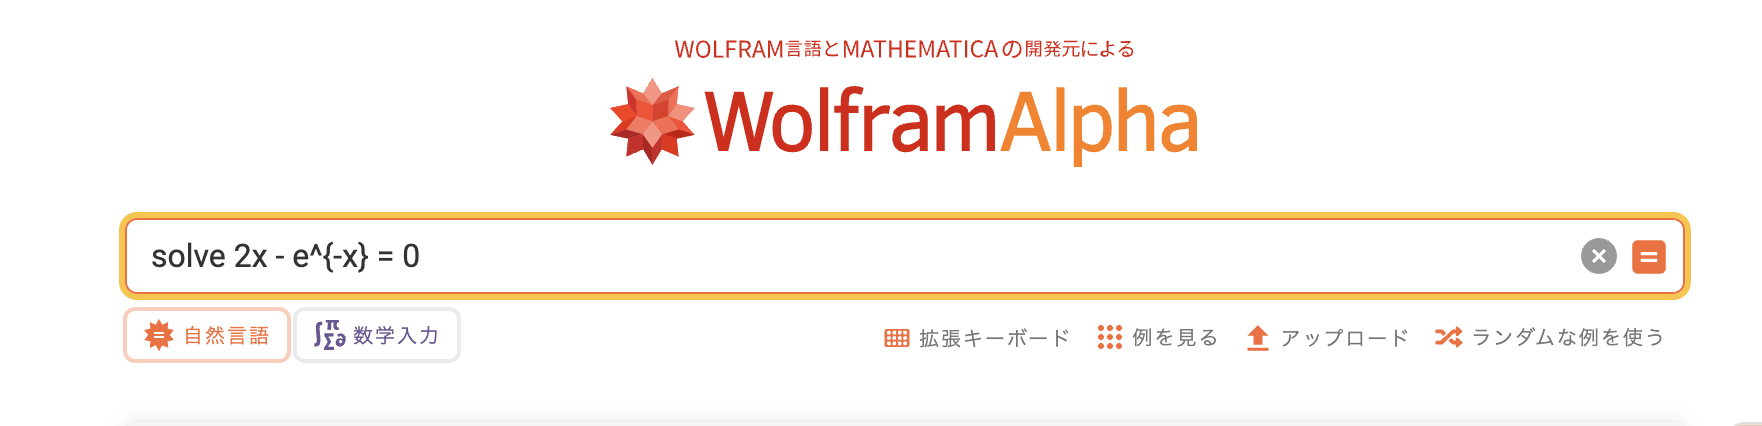 WOLFRAM言語とMATHEMATICAの開発元による
WolframAlpha
solve 2x - e^{-x} = 0
自然言語 数学入力 拡張キーボード 例を見る アップロード ランダムな例を使う